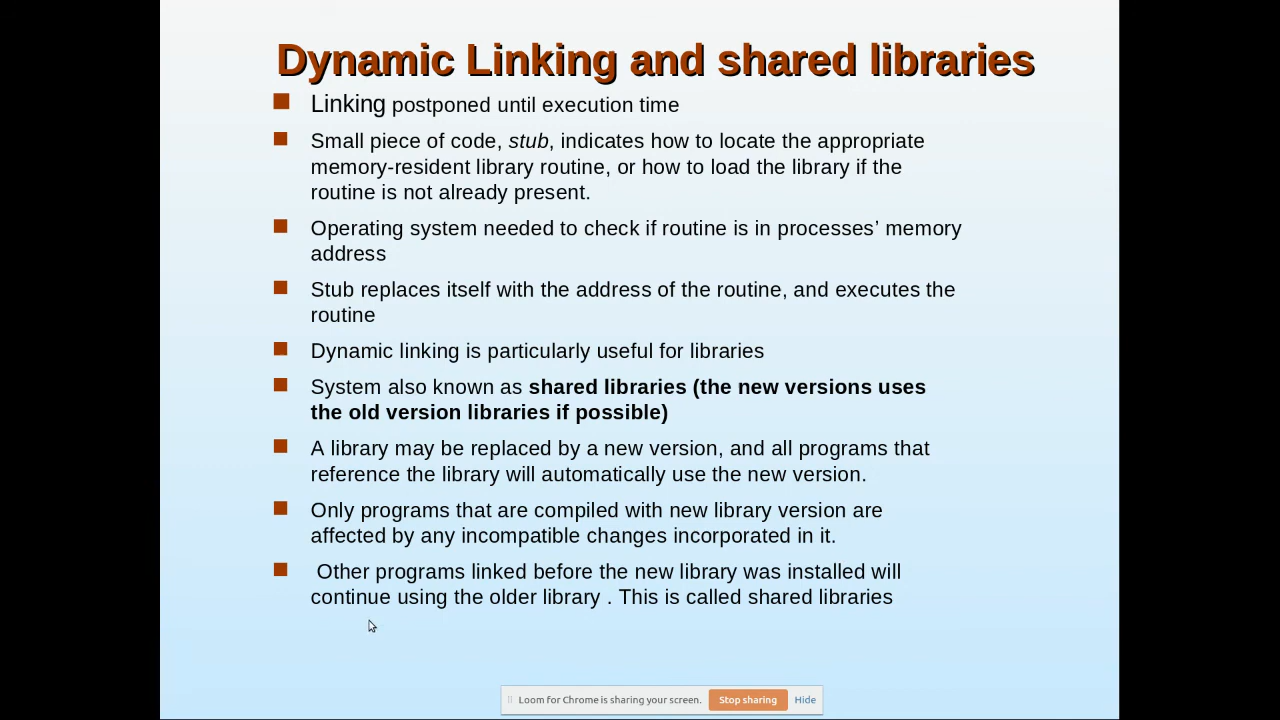 Dynamic Linking and shared libraries
Linking postponed until execution time
Small piece of code, stub, indicates how to locate the appropriate
memory-resident library routine, or how to load the library if the
routine is not already present.
Operating system needed to check if routine is in processes’ memory
address
Stub replaces itself with the address of the routine, and executes the
routine
Dynamic linking is particularly useful for libraries
System also known as shared libraries (the new versions uses
the old version libraries if possible)
A library may be replaced by a new version, and all programs that
reference the library will automatically use the new version.
Only programs that are compiled with new library version are
affected by any incompatible changes incorporated in it.
Other programs linked before the new library was installed will
continue using the older library . This is called shared libraries
Loom for Chrome is sharing your screen. Stop sharing Hide